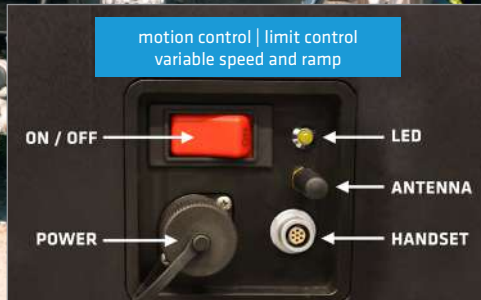 motion control | limit control
variable speed and ramp
ON / OFF
LED
ANTENNA
POWER
HANDSET